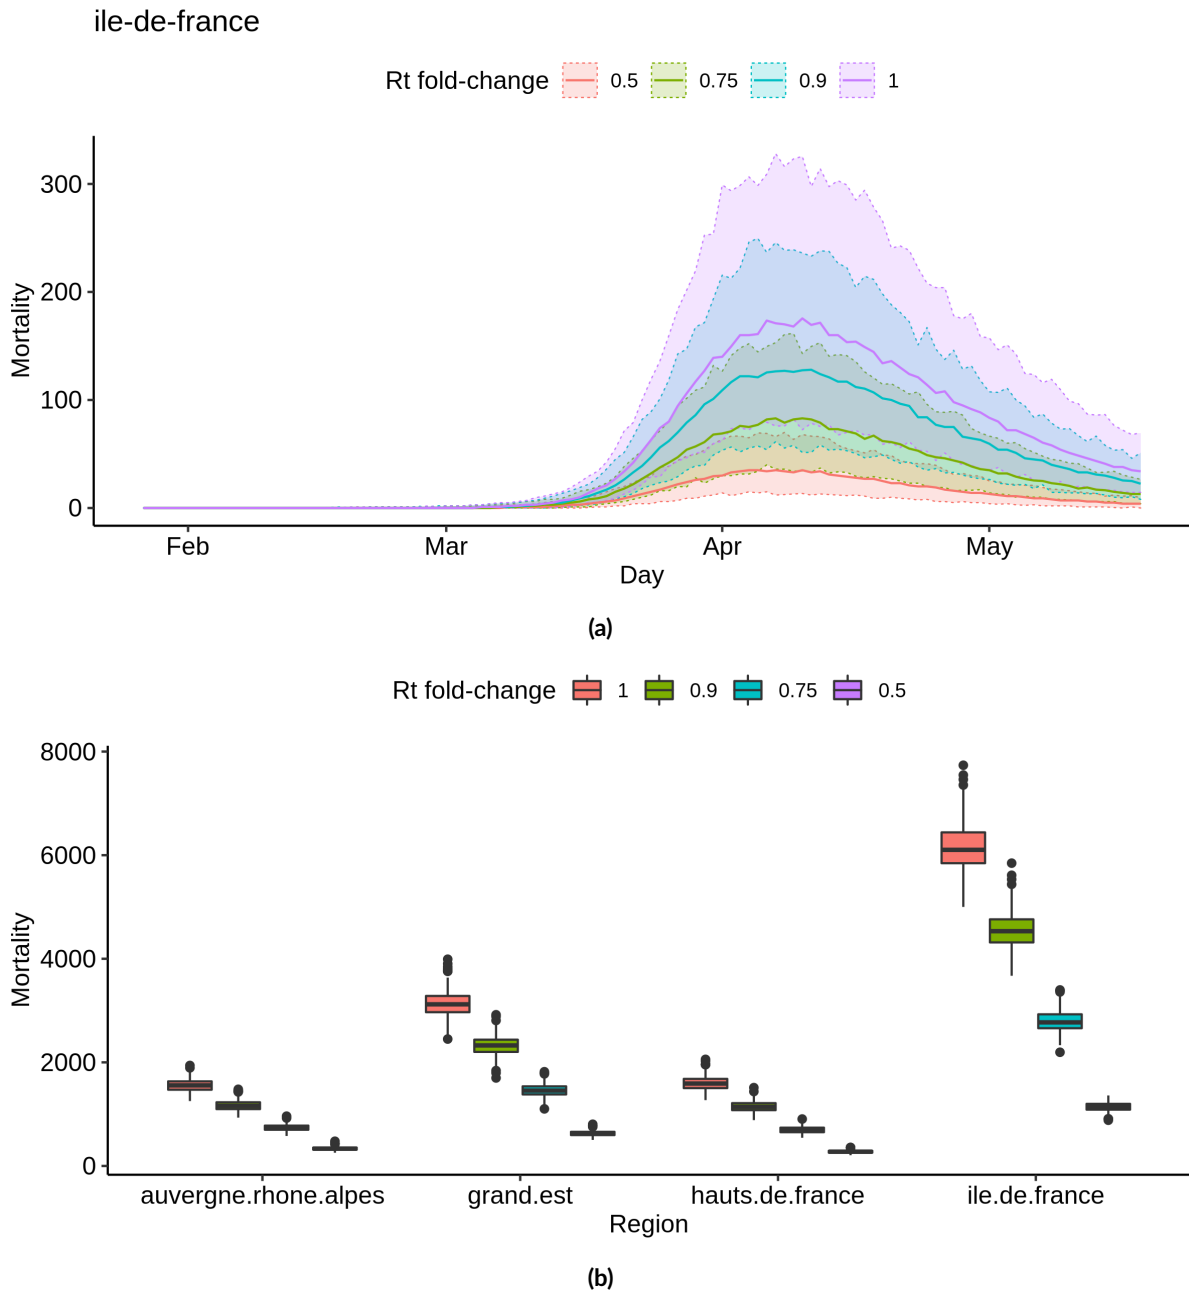 ile-de-france
Rt fold-change 0.5 0.75 0.9 1
300
200
100
0
Mortality
Feb Mar Apr May
Day
(a)
Rt fold-change 1 0.9 0.75 0.5
8000
6000
4000
2000
0
Mortality
auvergne.rhone.alpes grand.est hauts.de.france ile.de.france
Region
(b)